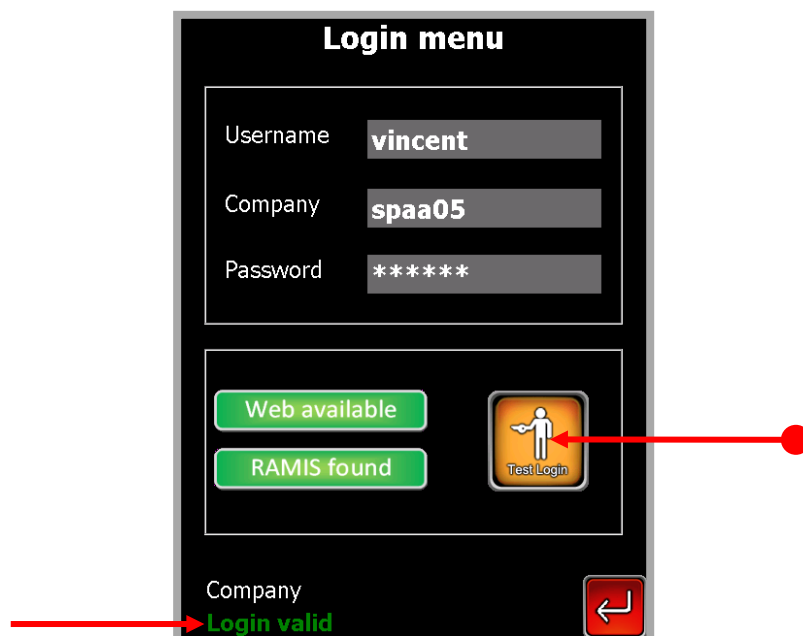 Login menu
Username vincent
Company spaa05
Password ******
Web available
RAMIS found
Test Login
Company
Login valid